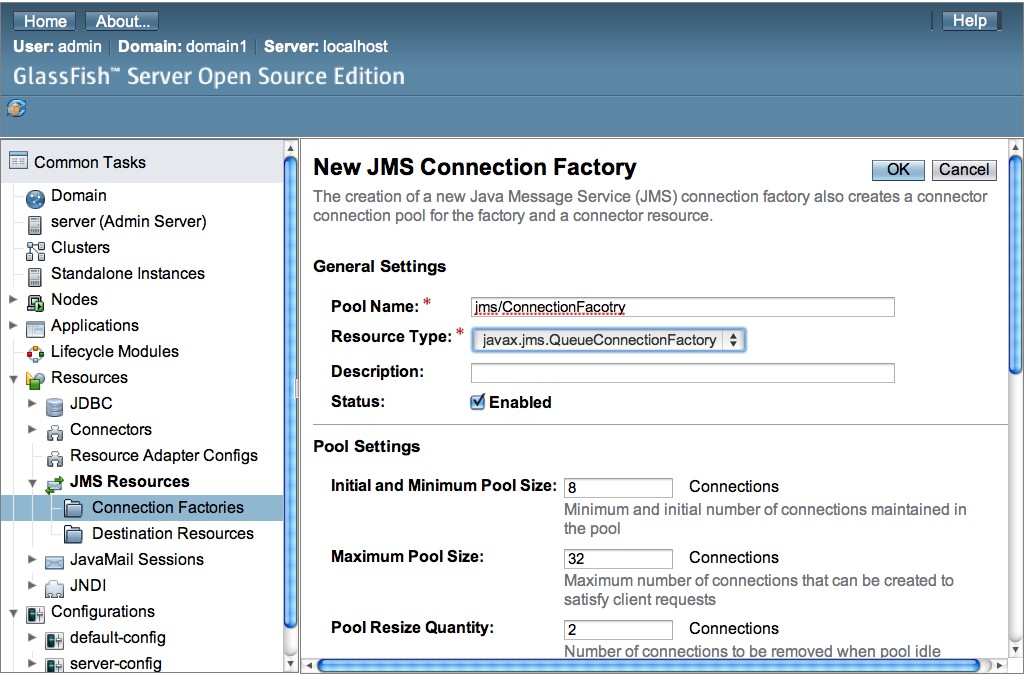 Home About... Help
User: admin Domain: domain1 Server: localhost
GlassFish™ Server Open Source Edition
Common Tasks
Domain
server (Admin Server)
Clusters
Standalone Instances
Nodes
Applications
Lifecycle Modules
Resources
JDBC
Connectors
Resource Adapter Configs
JMS Resources
Connection Factories
Destination Resources
JavaMail Sessions
JNDI
Configurations
default-config
server-config
New JMS Connection Factory
OK Cancel
The creation of a new Java Message Service (JMS) connection factory also creates a connector
connection pool for the factory and a connector resource.
General Settings
Pool Name: * jms/ConnectionFacotry
Resource Type: * javax.jms.QueueConnectionFactory
Description:
Status: Enabled
Pool Settings
Initial and Minimum Pool Size: 8 Connections
Minimum and initial number of connections maintained in
the pool
Maximum Pool Size: 32 Connections
Maximum number of connections that can be created to
satisfy client requests
Pool Resize Quantity: 2 Connections
Number of connections to be removed when pool idle